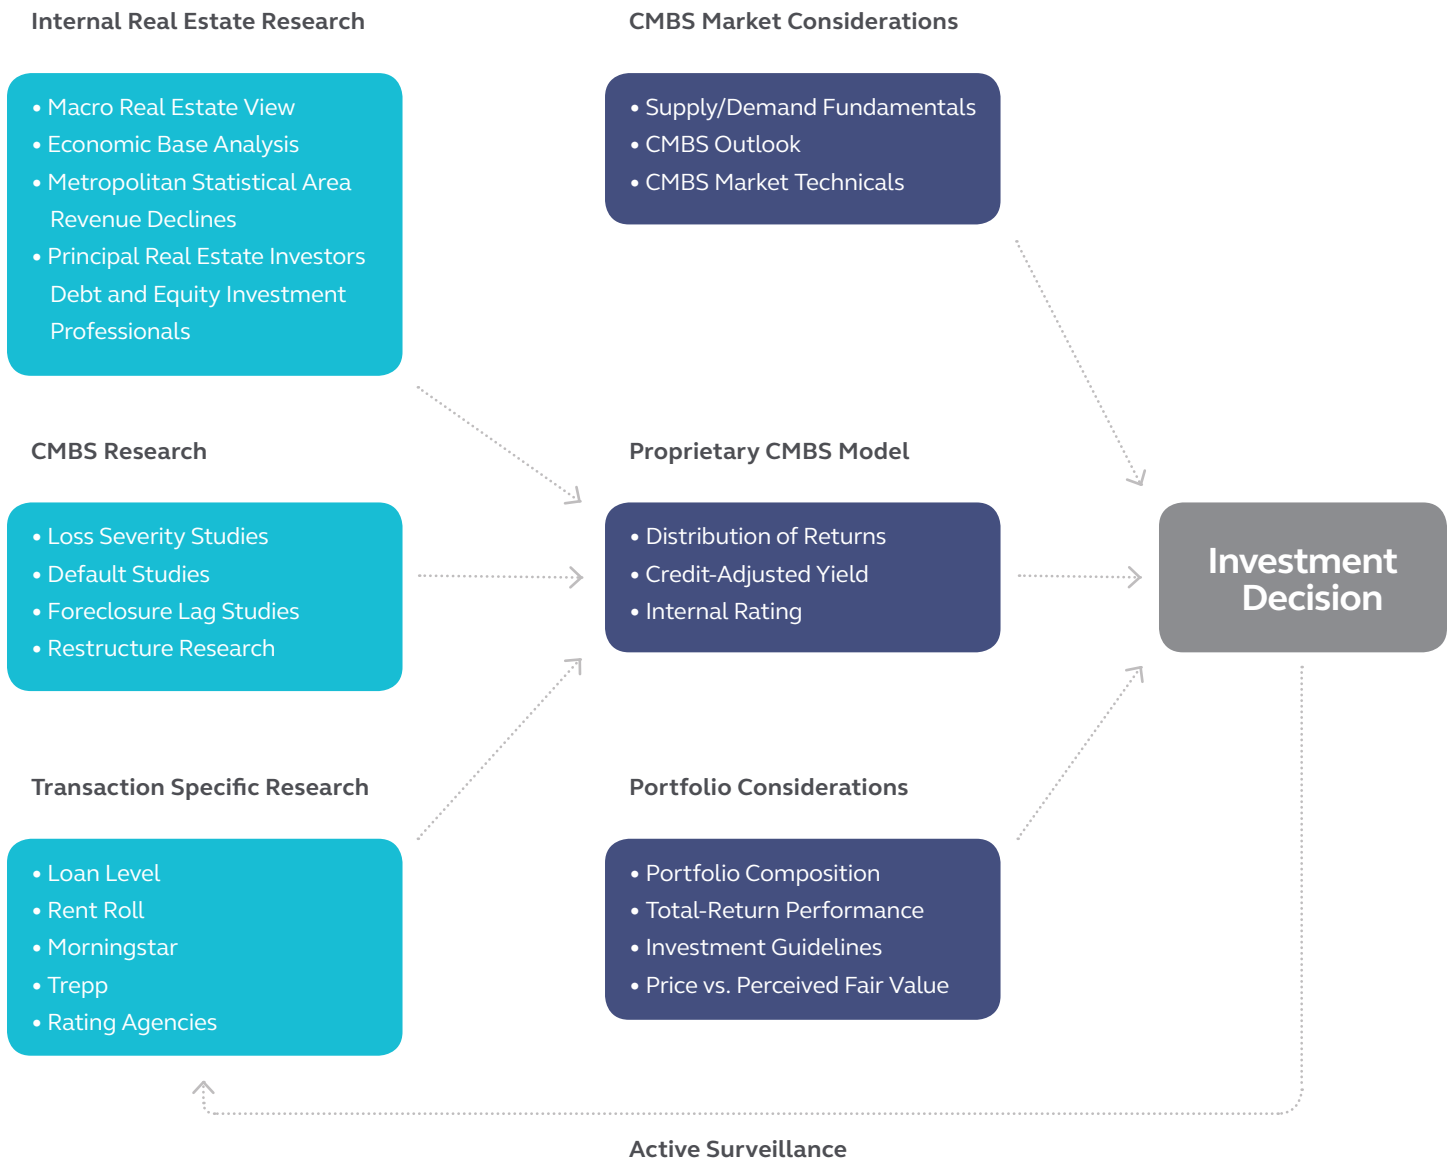 Internal Real Estate Research
• Macro Real Estate View
• Economic Base Analysis
• Metropolitan Statistical Area
Revenue Declines
• Principal Real Estate Investors
Debt and Equity Investment
Professionals
CMBS Research
• Loss Severity Studies
• Default Studies
• Foreclosure Lag Studies
• Restructure Research
Transaction Specific Research
• Loan Level
• Rent Roll
• Morningstar
• Trepp
• Rating Agencies
CMBS Market Considerations
• Supply/Demand Fundamentals
• CMBS Outlook
• CMBS Market Technicals
Proprietary CMBS Model
• Distribution of Returns
• Credit-Adjusted Yield
• Internal Rating
Portfolio Considerations
• Portfolio Composition
• Total-Return Performance
• Investment Guidelines
• Price vs. Perceived Fair Value
Investment
Decision
Active Surveillance